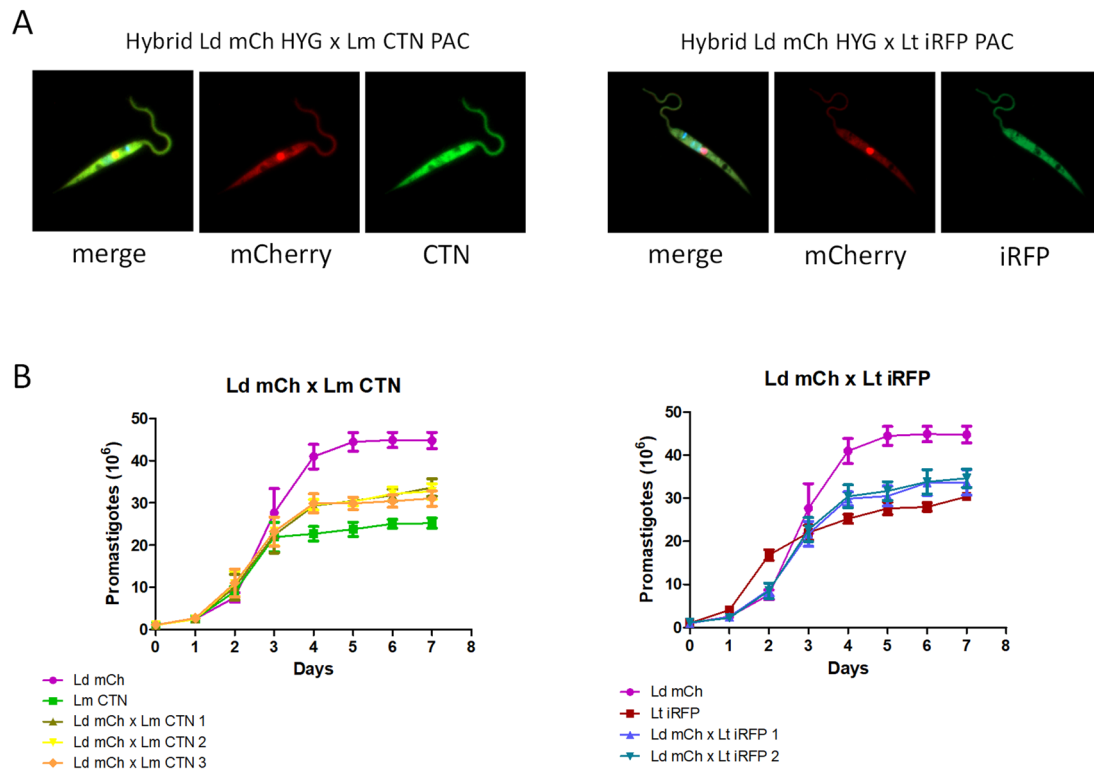 A
Hybrid Ld mCh HYG x Lm CTN PAC
Hybrid Ld mCh HYG x Lt iRFP PAC
merge
mCherry
CTN
merge
mCherry
iRFP
B
Ld mCh x Lm CTN
Promastigotes (10⁶)
50
40
30
20
10
0
0 1 2 3 4 5 6 7 8
Days
Ld mCh
Lm CTN
Ld mCh x Lm CTN 1
Ld mCh x Lm CTN 2
Ld mCh x Lm CTN 3
Ld mCh x Lt iRFP
Promastigotes (10⁶)
50
40
30
20
10
0
0 1 2 3 4 5 6 7 8
Days
Ld mCh
Lt iRFP
Ld mCh x Lt iRFP 1
Ld mCh x Lt iRFP 2